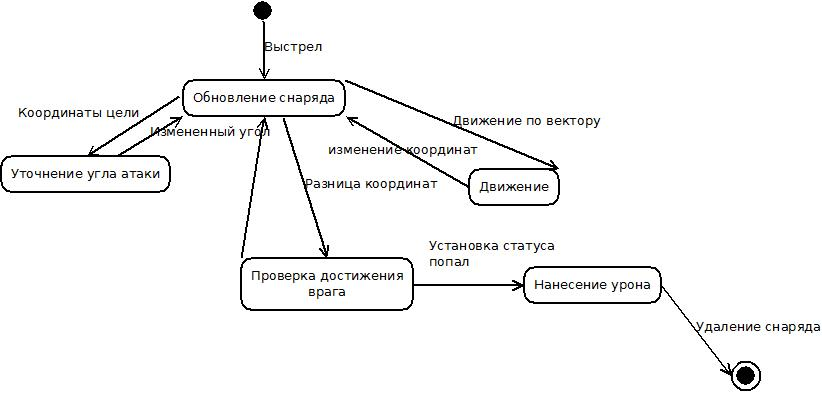 Выстрел
Обновление снаряда
Координаты цели
Измененный угол
Движение по вектору
изменение координат
Уточнение угла атаки
Разница координат
Движение
Установка статуса
попал
Проверка достижения
врага
Нанесение урона
Удаление снаряда